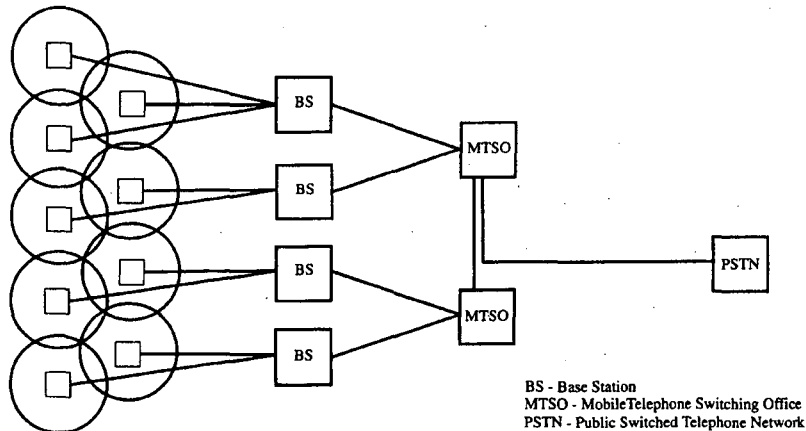 BS
MTSO
BS
PSTN
BS
MTSO
BS
BS - Base Station
MTSO - MobileTelephone Switching Office
PSTN - Public Switched Telephone Network